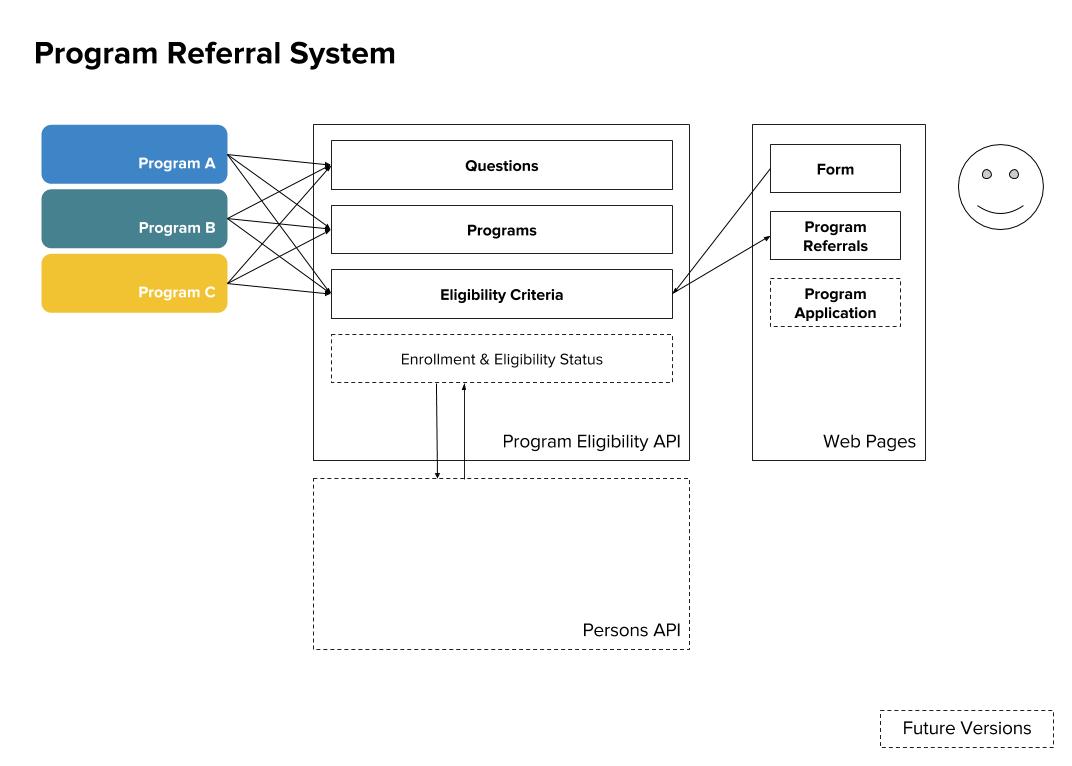 Program Referral System
Program A
Program B
Program C
Questions
Programs
Eligibility Criteria
Enrollment & Eligibility Status
Program Eligibility API
Form
Program
Referrals
Program
Application
Web Pages
Persons API
Future Versions